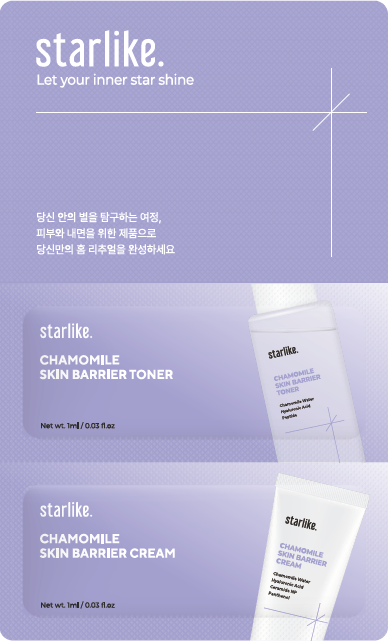 starlike.
Let your inner star shine
당신 안의 별을 탐구하는 여정,
피부와 내면을 위한 제품으로
당신만의 홈 리추얼을 완성하세요
starlike.
CHAMOMILE
SKIN BARRIER TONER
Net wt. 1ml / 0.03 fl.oz
starlike.
CHAMOMILE
SKIN BARRIER
TONER
Chamomile Water
Hyaluronic Acid
Peptide
starlike.
CHAMOMILE
SKIN BARRIER CREAM
Net wt. 1ml / 0.03 fl.oz
starlike.
CHAMOMILE
SKIN BARRIER
CREAM
Chamomile Water
Hyaluronic Acid
Ceramide NP
Panthenol